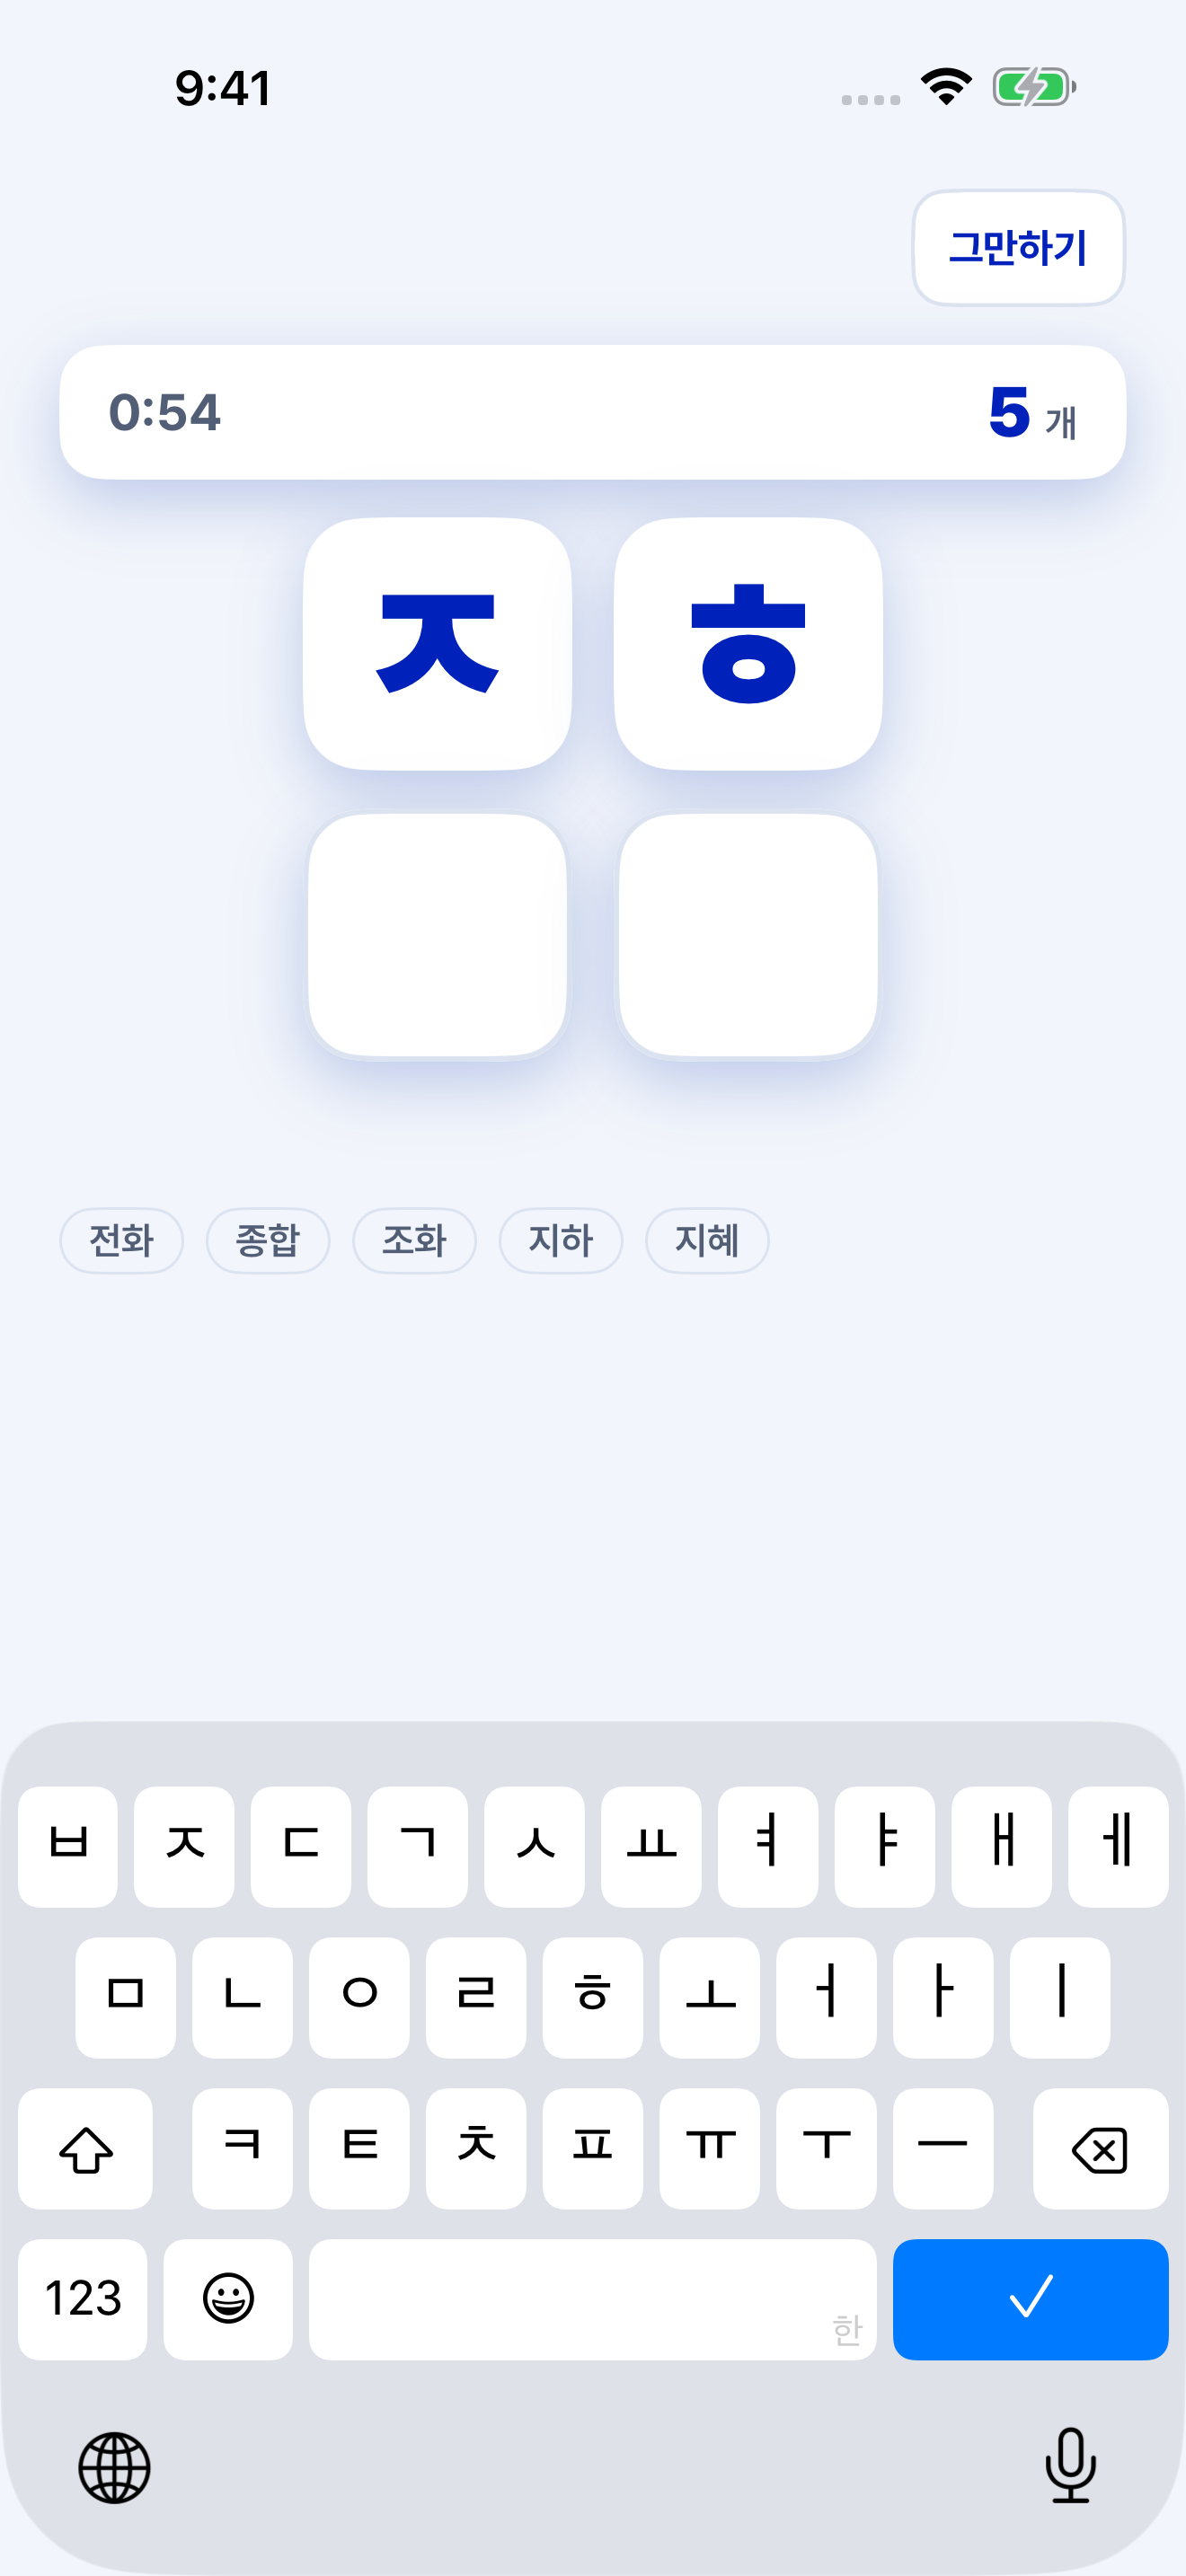 9:41
그만하기
0:54
5 개
ㅈ ㅎ
전화 종합 조화 지하 지혜
ㅂ ㅈ ㄷ ㄱ ㅅ ㅛ ㅕ ㅑ ㅐ ㅔ
ㅁ ㄴ ㅇ ㄹ ㅎ ㅗ ㅓ ㅏ ㅣ
ㅋ ㅌ ㅊ ㅍ ㅠ ㅜ ㅡ
123 한